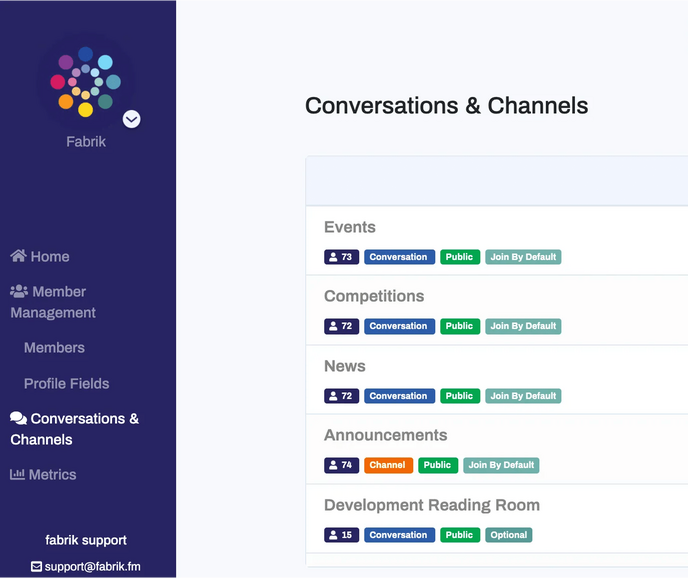 Fabrik
Home
Member
Management
Members
Profile Fields
Conversations &
Channels
Metrics
fabrik support
support@fabrik.fm
Conversations & Channels
Events
73 Conversation Public Join By Default
Competitions
72 Conversation Public Join By Default
News
72 Conversation Public Join By Default
Announcements
74 Channel Public Join By Default
Development Reading Room
15 Conversation Public Optional